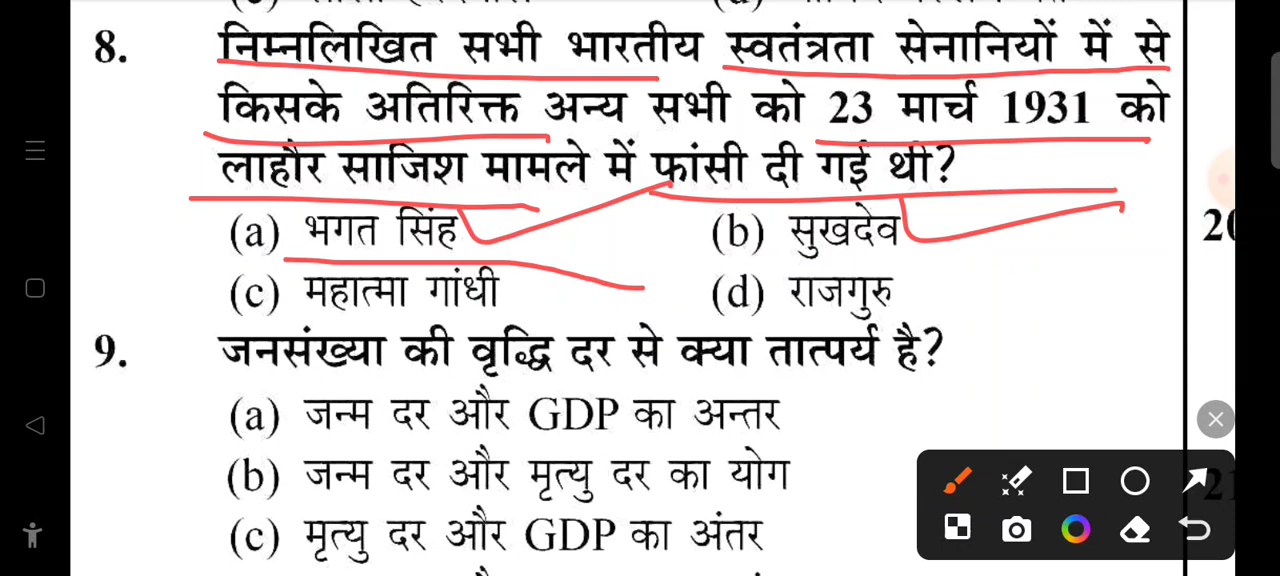 8. निम्नलिखित सभी भारतीय स्वतंत्रता सेनानियों में से
किसके अतिरिक्त अन्य सभी को 23 मार्च 1931 को
लाहौर साजिश मामले में फांसी दी गई थी?
(a) भगत सिंह (b) सुखदेव
(c) महात्मा गांधी (d) राजगुरु
9. जनसंख्या की वृद्धि दर से क्या तात्पर्य है?
(a) जन्म दर और GDP का अन्तर
(b) जन्म दर और मृत्यु दर का योग
(c) मृत्यु दर और GDP का अंतर